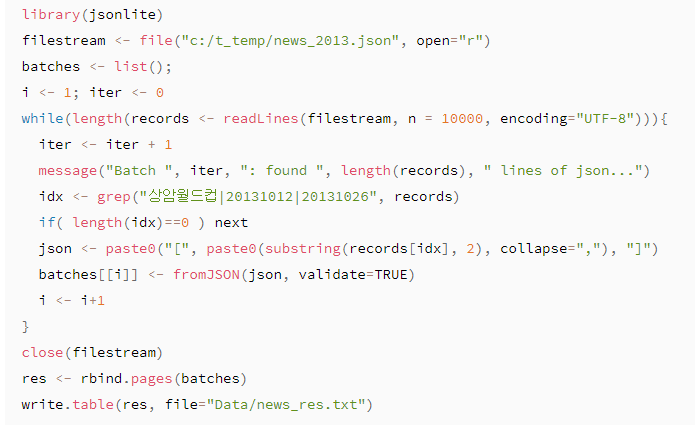 library(jsonlite)
filestream <- file("c:/t_temp/news_2013.json", open="r")
batches <- list();
i <- 1; iter <- 0
while(length(records <- readLines(filestream, n = 10000, encoding="UTF-8"))){
  iter <- iter + 1
  message("Batch ", iter, ": found ", length(records), " lines of json...")
  idx <- grep("상암월드컵|20131012|20131026", records)
  if( length(idx)==0 ) next
  json <- paste0("[", paste0(substring(records[idx], 2), collapse=","), "]")
  batches[[i]] <- fromJSON(json, validate=TRUE)
  i <- i+1
}
close(filestream)
res <- rbind.pages(batches)
write.table(res, file="Data/news_res.txt")